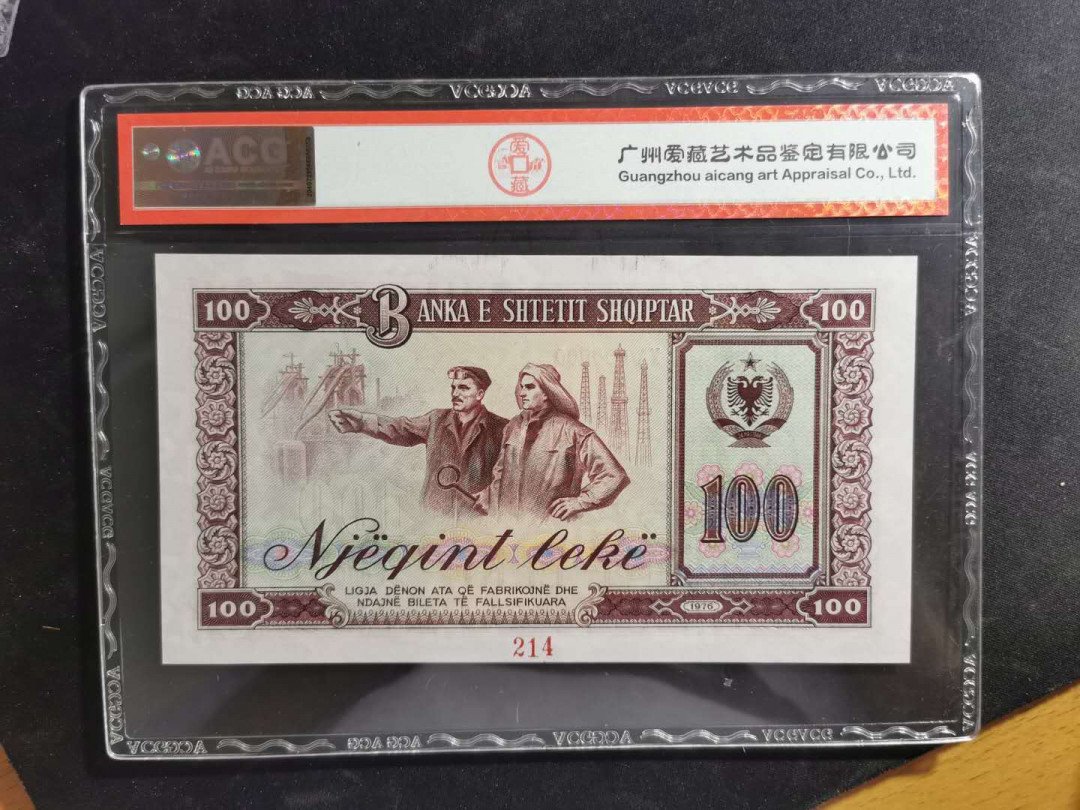 ACG
爱藏
广州爱藏艺术品鉴定有限公司
Guangzhou aicang art Appraisal Co., Ltd.
100 BANKA E SHTETIT SHQIPTAR 100
100
Njëqint lekë
LIGJA DËNON ATA QË FABRIKOJNË DHE
NDAJNË BILETA TË FALLSIFIKUARA
100 1976 100
214